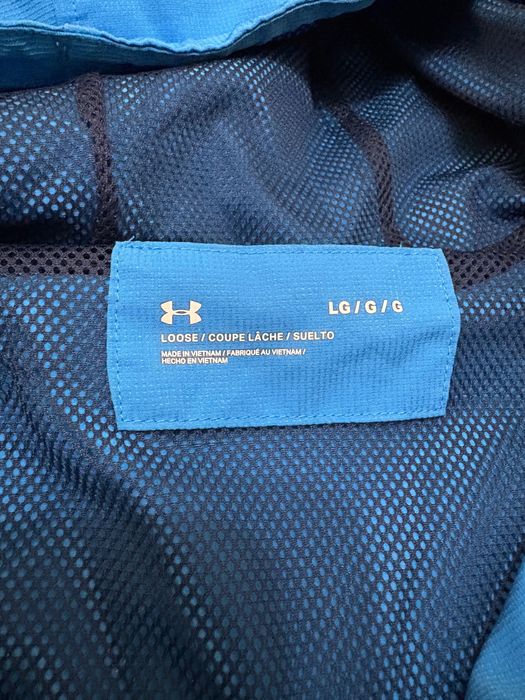 LG / G / G
LOOSE / COUPE LÂCHE / SUELTO
MADE IN VIETNAM / FABRIQUÉ AU VIETNAM /
HECHO EN VIETNAM